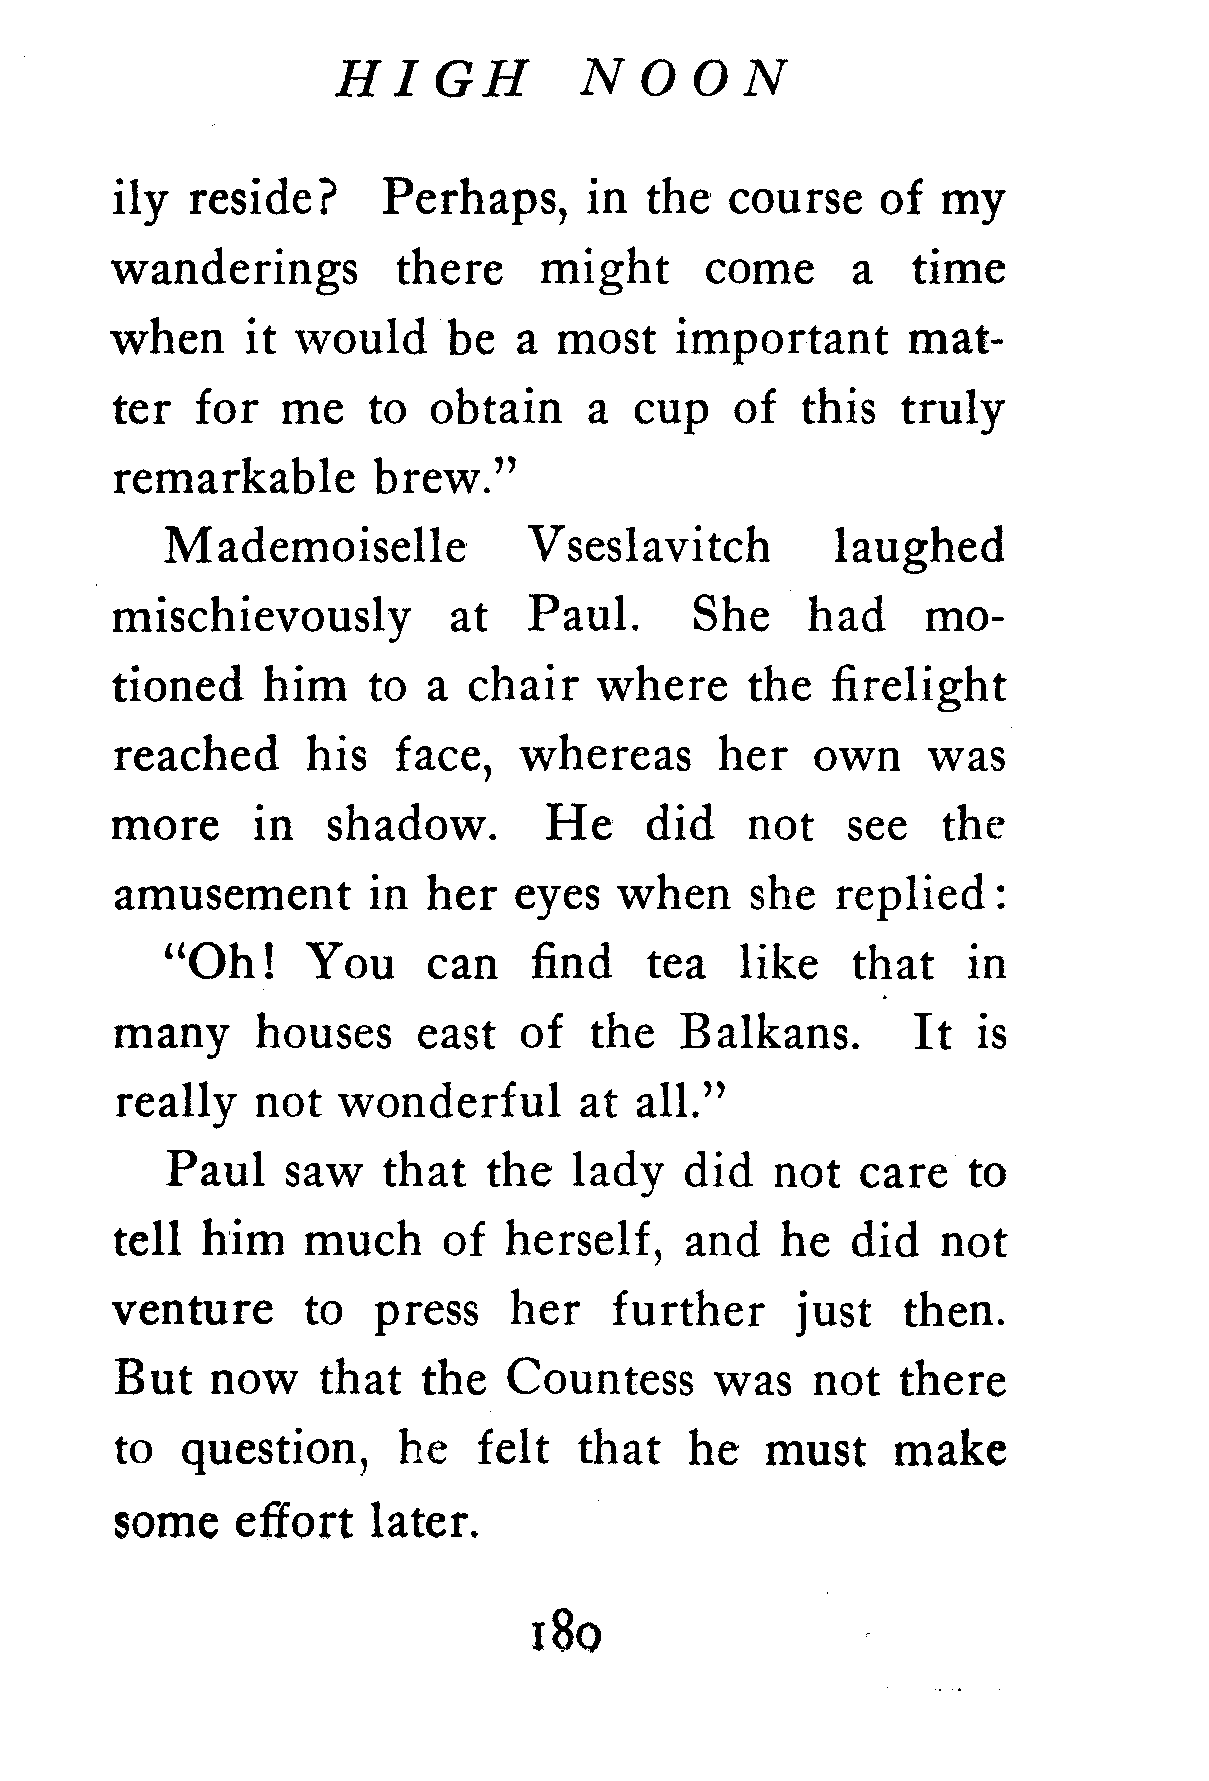 HIGH NOON
ily reside? Perhaps, in the course of my
wanderings there might come a time
when it would be a most important mat-
ter for me to obtain a cup of this truly
remarkable brew."
Mademoiselle Vseslavitch laughed
mischievously at Paul. She had mo-
tioned him to a chair where the firelight
reached his face, whereas her own was
more in shadow. He did not see the
amusement in her eyes when she replied:
"Oh! You can find tea like that in
many houses east of the Balkans. It is
really not wonderful at all."
Paul saw that the lady did not care to
tell him much of herself, and he did not
venture to press her further just then.
But now that the Countess was not there
to question, he felt that he must make
some effort later.
180